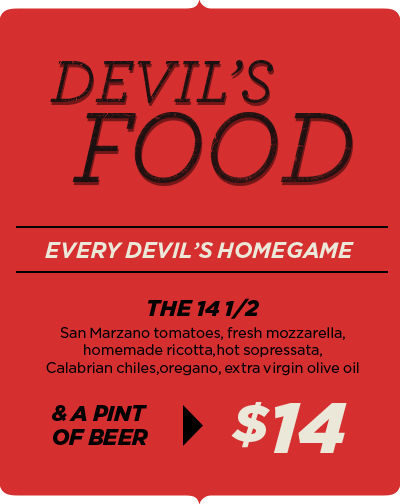 DEVIL'S
FOOD
EVERY DEVIL'S HOMEGAME
THE 14 1/2
San Marzano tomatoes, fresh mozzarella,
homemade ricotta,hot sopressata,
Calabrian chiles,oregano, extra virgin olive oil
& A PINT
OF BEER
$14